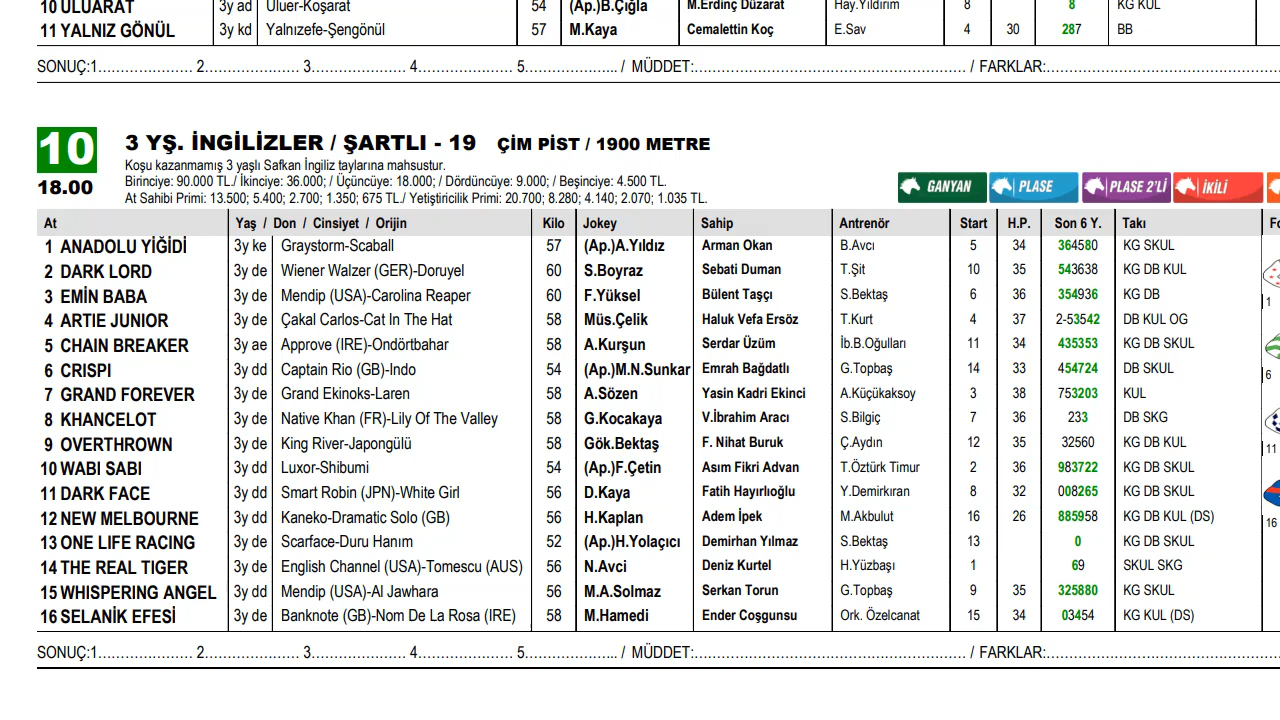 10 ULUARAT 3y ad Uluer-Koşarat 54 (Ap.)B.Çığla M.Erdinç Düzarat Hay.Yıldırım 8 8 KG KUL
11 YALNIZ GÖNÜL 3y kd Yalnızefe-Şengönül 57 M.Kaya Cemalettin Koç E.Sav 4 30 287 BB
SONUÇ:1…………………. 2…………………. 3…………………. 4…………………. 5………………... / MÜDDET:……………………………………………………. / FARKLAR:……………………………………………
10 3 YŞ. İNGİLİZLER / ŞARTLI - 19 ÇİM PİST / 1900 METRE
Koşu kazanmamış 3 yaşlı Safkan İngiliz taylarına mahsustur.
18.00 Birinciye: 90.000 TL./ İkinciye: 36.000; / Üçüncüye: 18.000; / Dördüncüye: 9.000; / Beşinciye: 4.500 TL.
At Sahibi Primi: 13.500; 5.400; 2.700; 1.350; 675 TL./ Yetiştiricilik Primi: 20.700; 8.280; 4.140; 2.070; 1.035 TL.
GANYAN PLASE PLASE 2'Lİ İKİLİ
At Yaş / Don / Cinsiyet / Orijin Kilo Jokey Sahip Antrenör Start H.P. Son 6 Y. Takı Fo
1 ANADOLU YİĞİDİ 3y ke Graystorm-Scaball 57 (Ap.)A.Yıldız Arman Okan B.Avcı 5 34 364580 KG SKUL
2 DARK LORD 3y de Wiener Walzer (GER)-Doruyel 60 S.Boyraz Sebati Duman T.Şit 10 35 543638 KG DB KUL
3 EMİN BABA 3y de Mendip (USA)-Carolina Reaper 60 F.Yüksel Bülent Taşçı S.Bektaş 6 36 354936 KG DB 1
4 ARTIE JUNIOR 3y de Çakal Carlos-Cat In The Hat 58 Müs.Çelik Haluk Vefa Ersöz T.Kurt 4 37 2-53542 DB KUL OG
5 CHAIN BREAKER 3y ae Approve (IRE)-Ondörtbahar 58 A.Kurşun Serdar Üzüm İb.B.Oğulları 11 34 435353 KG DB SKUL
6 CRISPI 3y dd Captain Rio (GB)-Indo 54 (Ap.)M.N.Sunkar Emrah Bağdatlı G.Topbaş 14 33 454724 DB SKUL 6
7 GRAND FOREVER 3y de Grand Ekinoks-Laren 58 A.Sözen Yasin Kadri Ekinci A.Küçükaksoy 3 38 753203 KUL
8 KHANCELOT 3y de Native Khan (FR)-Lily Of The Valley 58 G.Kocakaya V.İbrahim Aracı S.Bilgiç 7 36 233 DB SKG
9 OVERTHROWN 3y de King River-Japongülü 58 Gök.Bektaş F. Nihat Buruk Ç.Aydın 12 35 32560 KG DB KUL 11
10 WABI SABI 3y dd Luxor-Shibumi 54 (Ap.)F.Çetin Asım Fikri Advan T.Öztürk Timur 2 36 983722 KG DB SKUL
11 DARK FACE 3y dd Smart Robin (JPN)-White Girl 56 D.Kaya Fatih Hayırlıoğlu Y.Demirkıran 8 32 008265 KG DB SKUL
12 NEW MELBOURNE 3y dd Kaneko-Dramatic Solo (GB) 56 H.Kaplan Adem İpek M.Akbulut 16 26 885958 KG DB KUL (DS) 16
13 ONE LIFE RACING 3y de Scarface-Duru Hanım 52 (Ap.)H.Yolaçıcı Demirhan Yılmaz S.Bektaş 13 0 KG DB SKUL
14 THE REAL TIGER 3y de English Channel (USA)-Tomescu (AUS) 56 N.Avci Deniz Kurtel H.Yüzbaşı 1 69 SKUL SKG
15 WHISPERING ANGEL 3y dd Mendip (USA)-Al Jawhara 56 M.A.Solmaz Serkan Torun G.Topbaş 9 35 325880 KG SKUL
16 SELANİK EFESİ 3y de Banknote (GB)-Nom De La Rosa (IRE) 58 M.Hamedi Ender Coşgunsu Ork. Özelcanat 15 34 03454 KG KUL (DS)
SONUÇ:1…………………. 2…………………. 3…………………. 4…………………. 5………………... / MÜDDET:……………………………………………………. / FARKLAR:……………………………………………